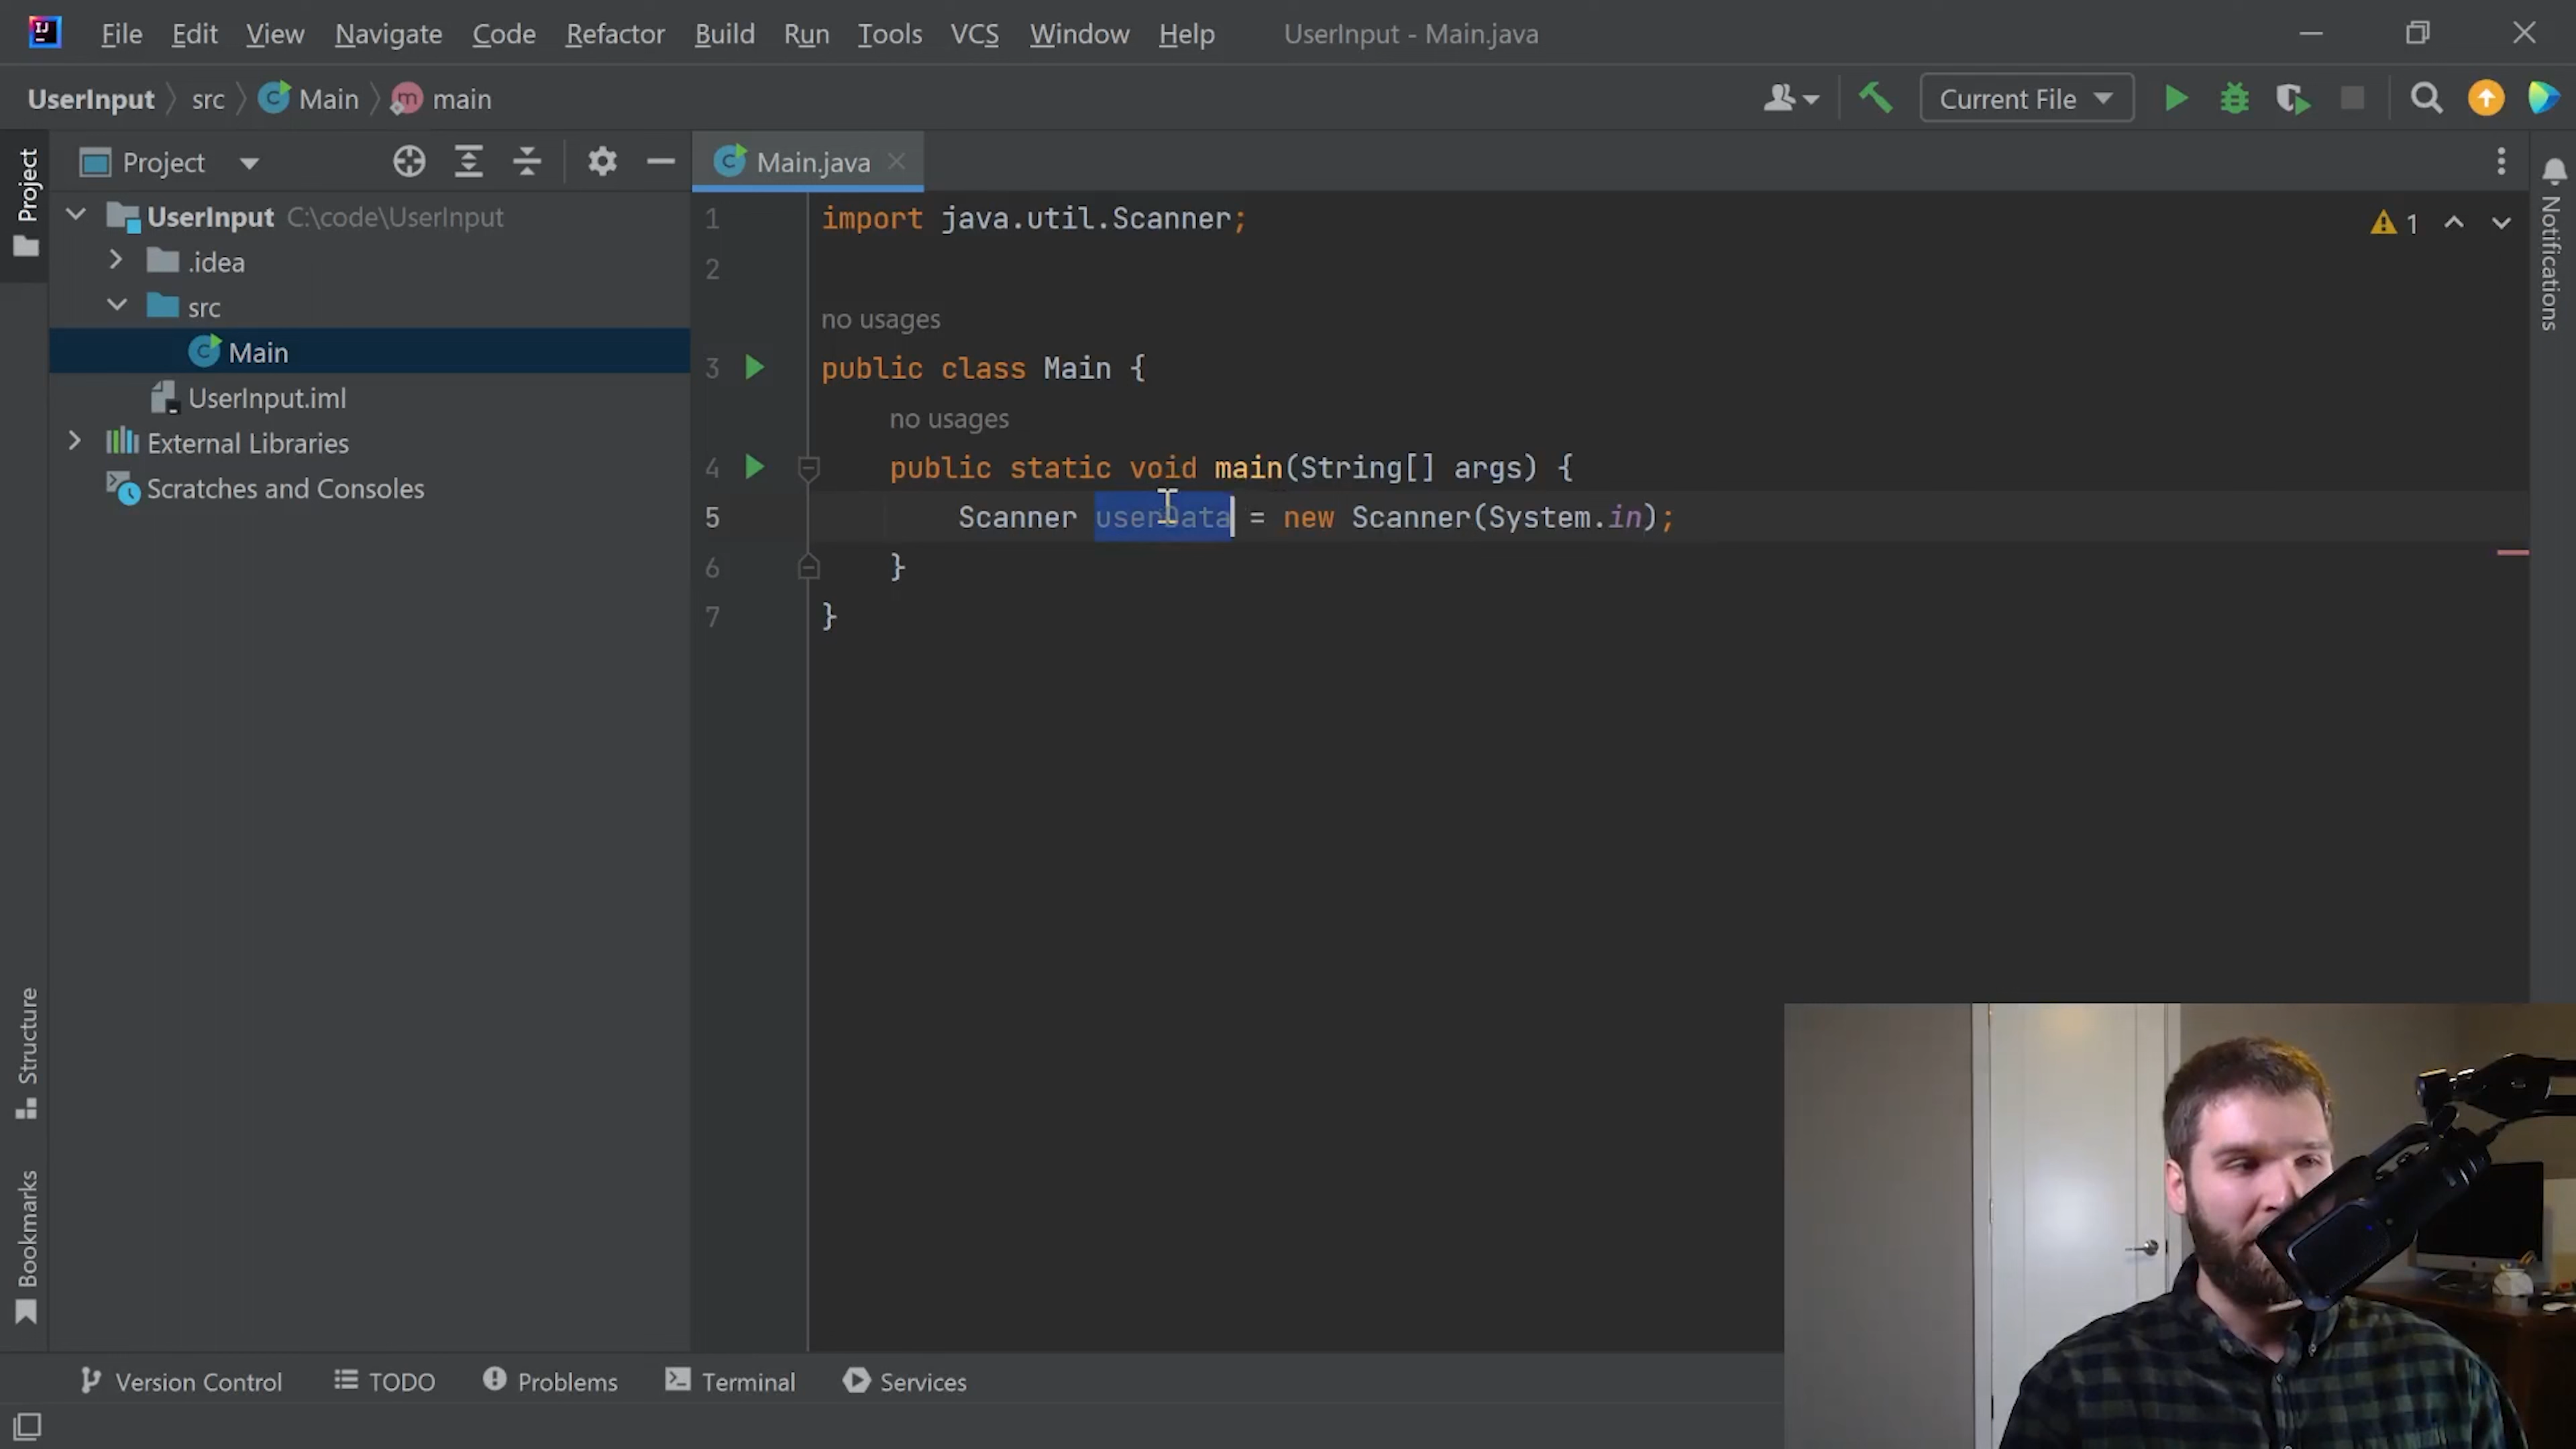 File Edit View Navigate Code Refactor Build Run Tools VCS Window Help UserInput - Main.java
UserInput src Main main Current File
Project Main.java
Project
UserInput C:\code\UserInput
.idea
src
Main
UserInput.iml
External Libraries
Scratches and Consoles
1 import java.util.Scanner;
2
no usages
3 public class Main {
no usages
4 public static void main(String[] args) {
5 Scanner userData = new Scanner(System.in);
6 }
7 }
1
Notifications
Structure
Bookmarks
Version Control TODO Problems Terminal Services